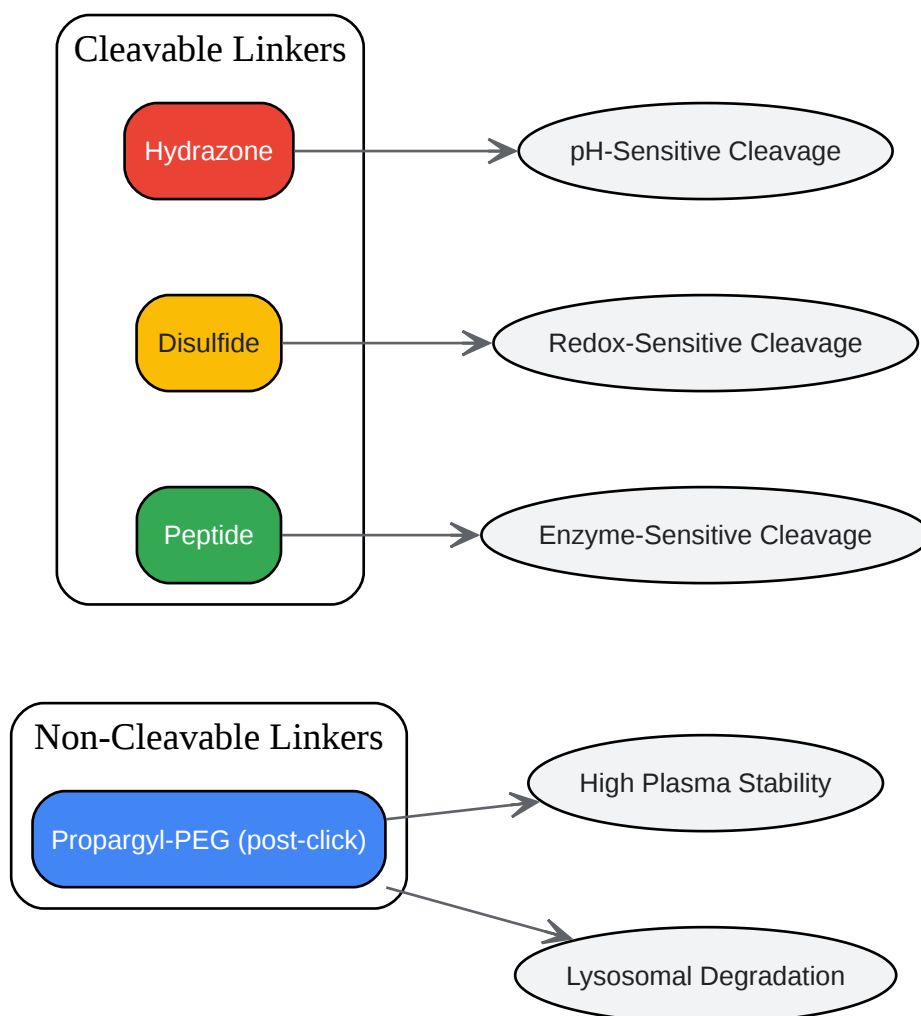 Cleavable Linkers
Hydrazone
pH-Sensitive Cleavage
Disulfide
Redox-Sensitive Cleavage
Peptide
Enzyme-Sensitive Cleavage
Non-Cleavable Linkers
High Plasma Stability
Propargyl-PEG (post-click)
Lysosomal Degradation